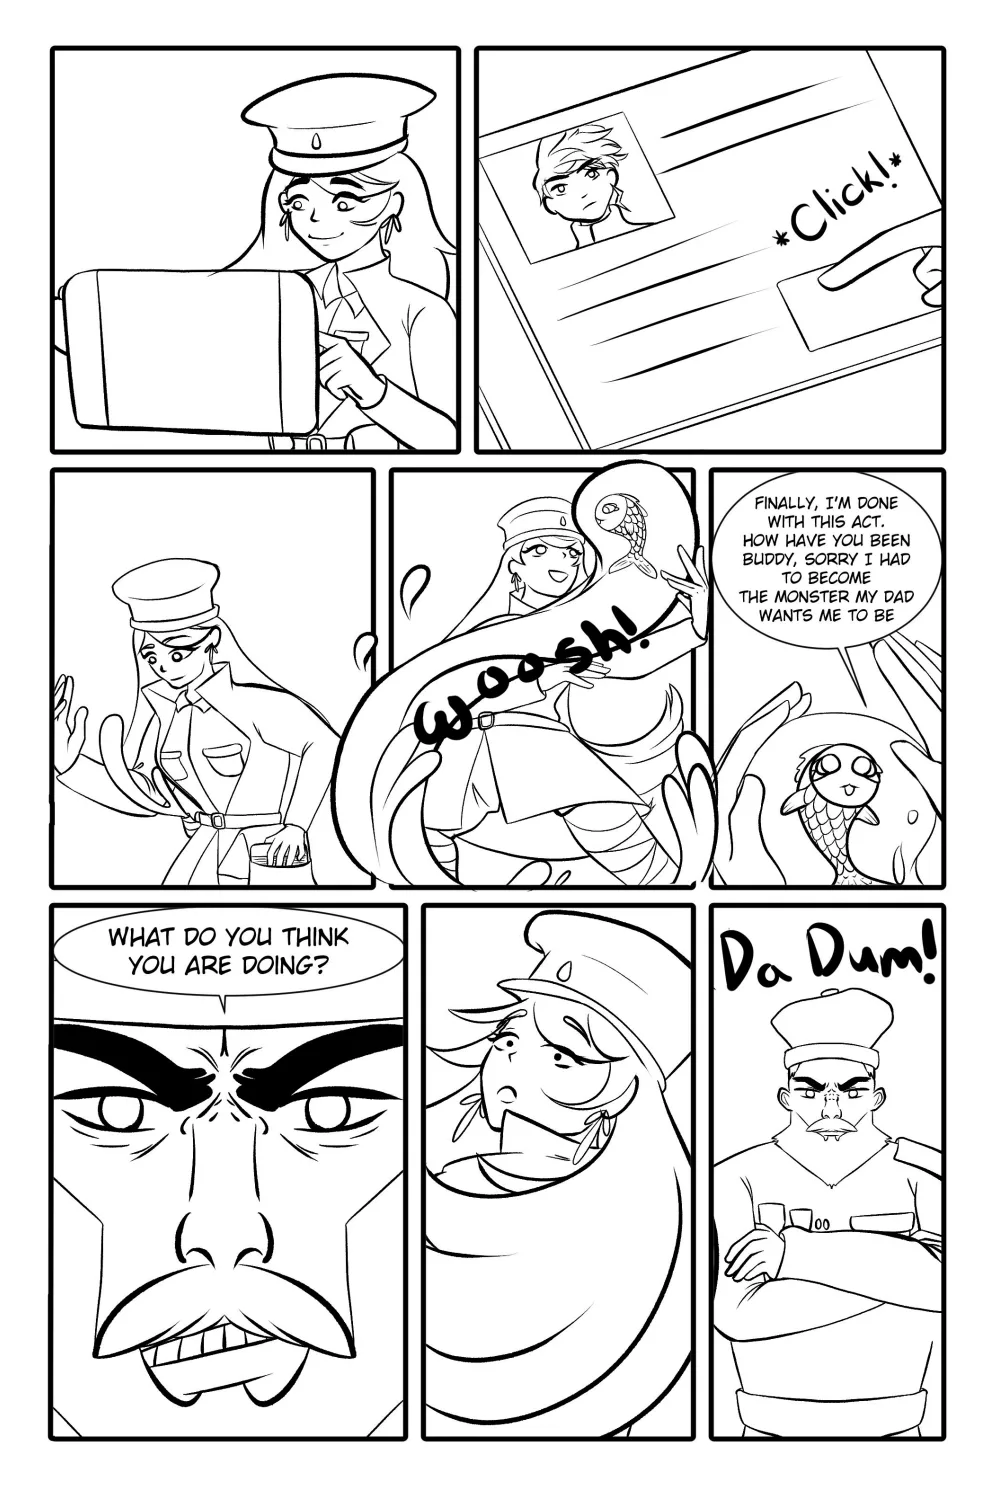 *Click!*
WOOSH!
FINALLY, I'M DONE
WITH THIS ACT.
HOW HAVE YOU BEEN
BUDDY, SORRY I HAD
TO BECOME
THE MONSTER MY DAD
WANTS ME TO BE
WHAT DO YOU THINK
YOU ARE DOING?
Da Dum!